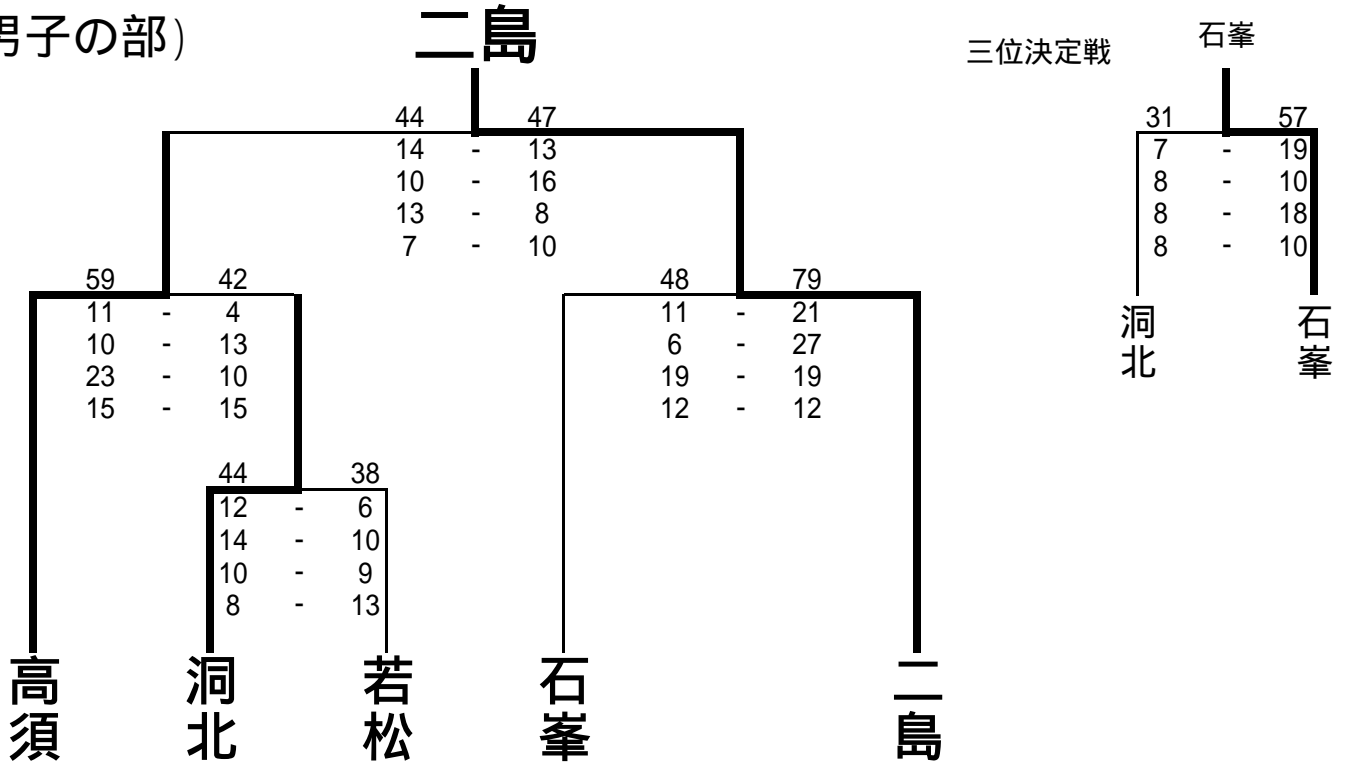 男子の部)
二島
三位決定戦
石峯
44 47
14 - 13
10 - 16
13 - 8
7 - 10
31 57
7 - 19
8 - 10
8 - 18
8 - 10
洞北
石峯
59 42
11 - 4
10 - 13
23 - 10
15 - 15
48 79
11 - 21
6 - 27
19 - 19
12 - 12
44 38
12 - 6
14 - 10
10 - 9
8 - 13
高須
洞北
若松
石峯
二島